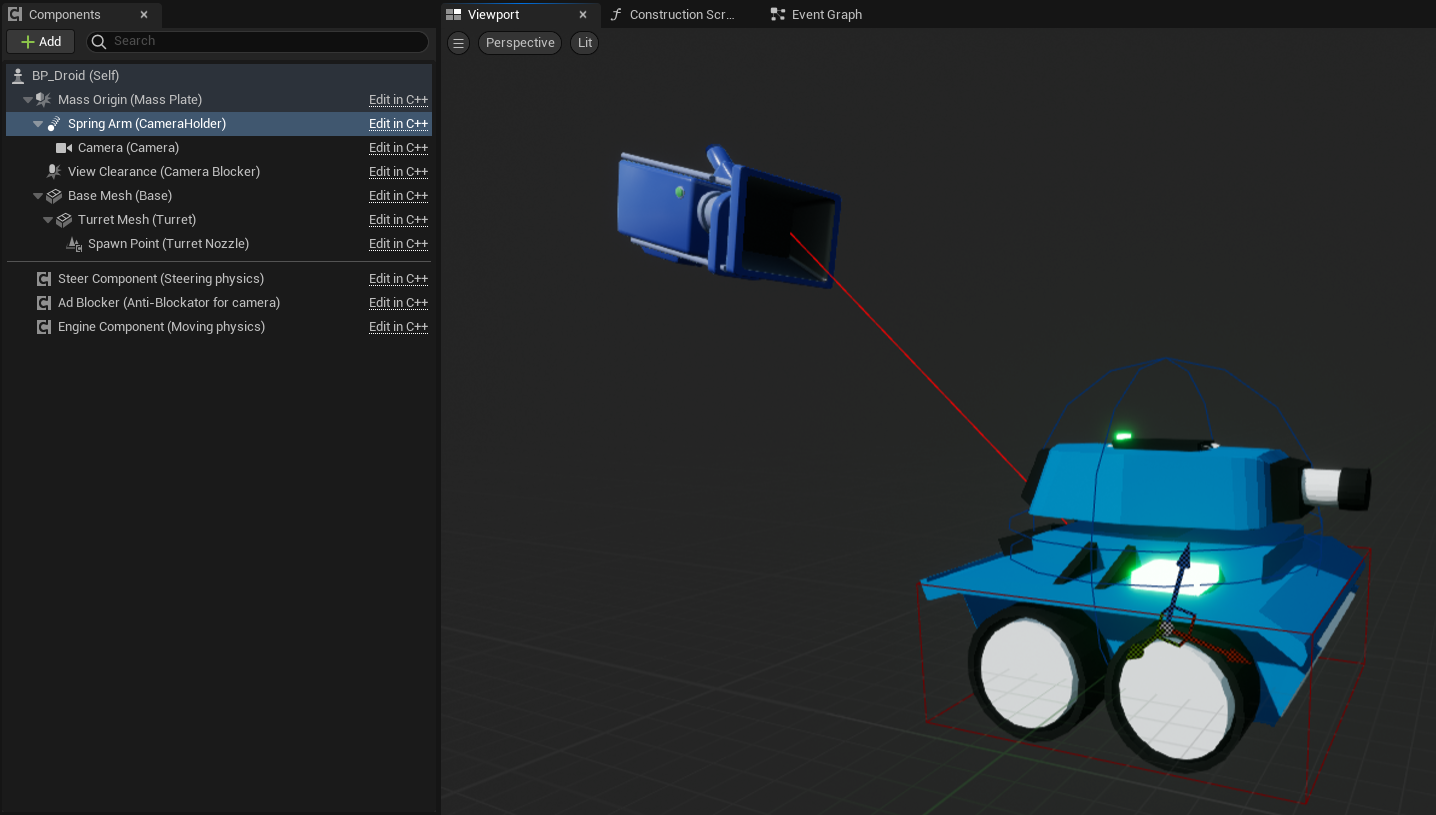 Components
Viewport
Construction Scr...
Event Graph
Add
Search
Perspective
Lit
BP_Droid (Self)
Mass Origin (Mass Plate) Edit in C++
Spring Arm (CameraHolder) Edit in C++
Camera (Camera) Edit in C++
View Clearance (Camera Blocker) Edit in C++
Base Mesh (Base) Edit in C++
Turret Mesh (Turret) Edit in C++
Spawn Point (Turret Nozzle) Edit in C++
Steer Component (Steering physics) Edit in C++
Ad Blocker (Anti-Blockator for camera) Edit in C++
Engine Component (Moving physics) Edit in C++